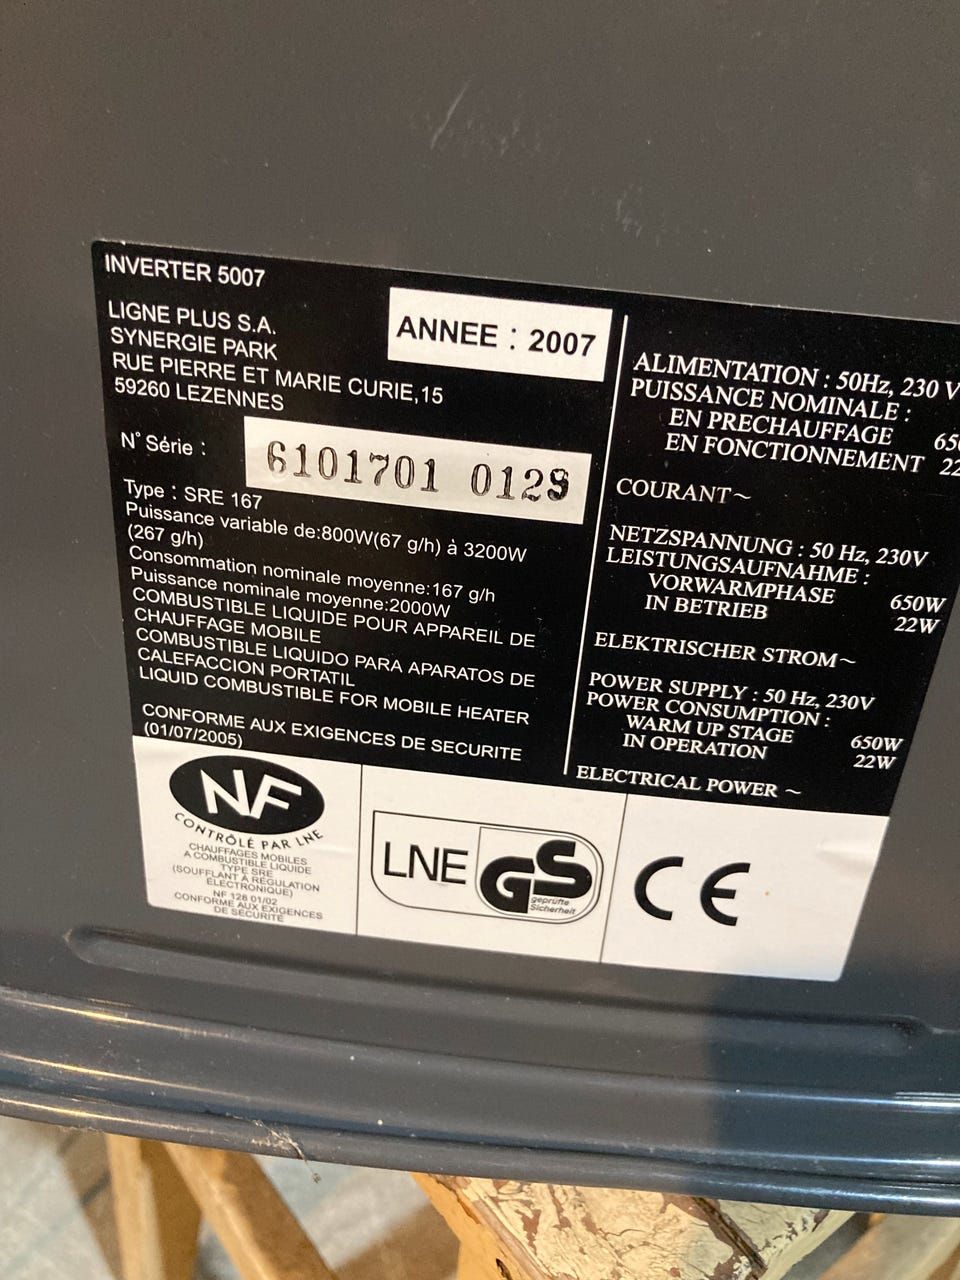 INVERTER 5007
LIGNE PLUS S.A.
SYNERGIE PARK
RUE PIERRE ET MARIE CURIE,15
59260 LEZENNES
ANNEE : 2007
N° Série :
6101701 0129
Type : SRE 167
Puissance variable de:800W(67 g/h) à 3200W
(267 g/h)
Consommation nominale moyenne:167 g/h
Puissance nominale moyenne:2000W
COMBUSTIBLE LIQUIDE POUR APPAREIL DE
CHAUFFAGE MOBILE
COMBUSTIBLE LIQUIDO PARA APARATOS DE
CALEFACCION PORTATIL
LIQUID COMBUSTIBLE FOR MOBILE HEATER
CONFORME AUX EXIGENCES DE SECURITE
(01/07/2005)
ALIMENTATION : 50Hz, 230 V
PUISSANCE NOMINALE :
EN PRECHAUFFAGE
EN FONCTIONNEMENT
COURANT~
NETZSPANNUNG : 50 Hz, 230V
LEISTUNGSAUFNAHME :
VORWARMPHASE 650W
IN BETRIEB 22W
ELEKTRISCHER STROM~
POWER SUPPLY : 50 Hz, 230V
POWER CONSUMPTION :
WARM UP STAGE 650W
IN OPERATION 22W
ELECTRICAL POWER ~
NF
CONTRÔLÉ PAR LNE
CHAUFFAGES MOBILES
A COMBUSTIBLE LIQUIDE
TYPE SRE
(SOUFFLANT A RÉGULATION
ÉLECTRONIQUE)
NF 128 01/02
CONFORME AUX EXIGENCES
DE SÉCURITÉ
LNE
GS
geprüfte
Sicherheit
CE